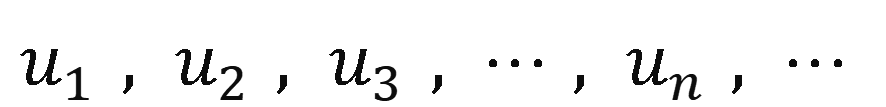 u₁ , u₂ , u₃ , ⋯ , uₙ , ⋯